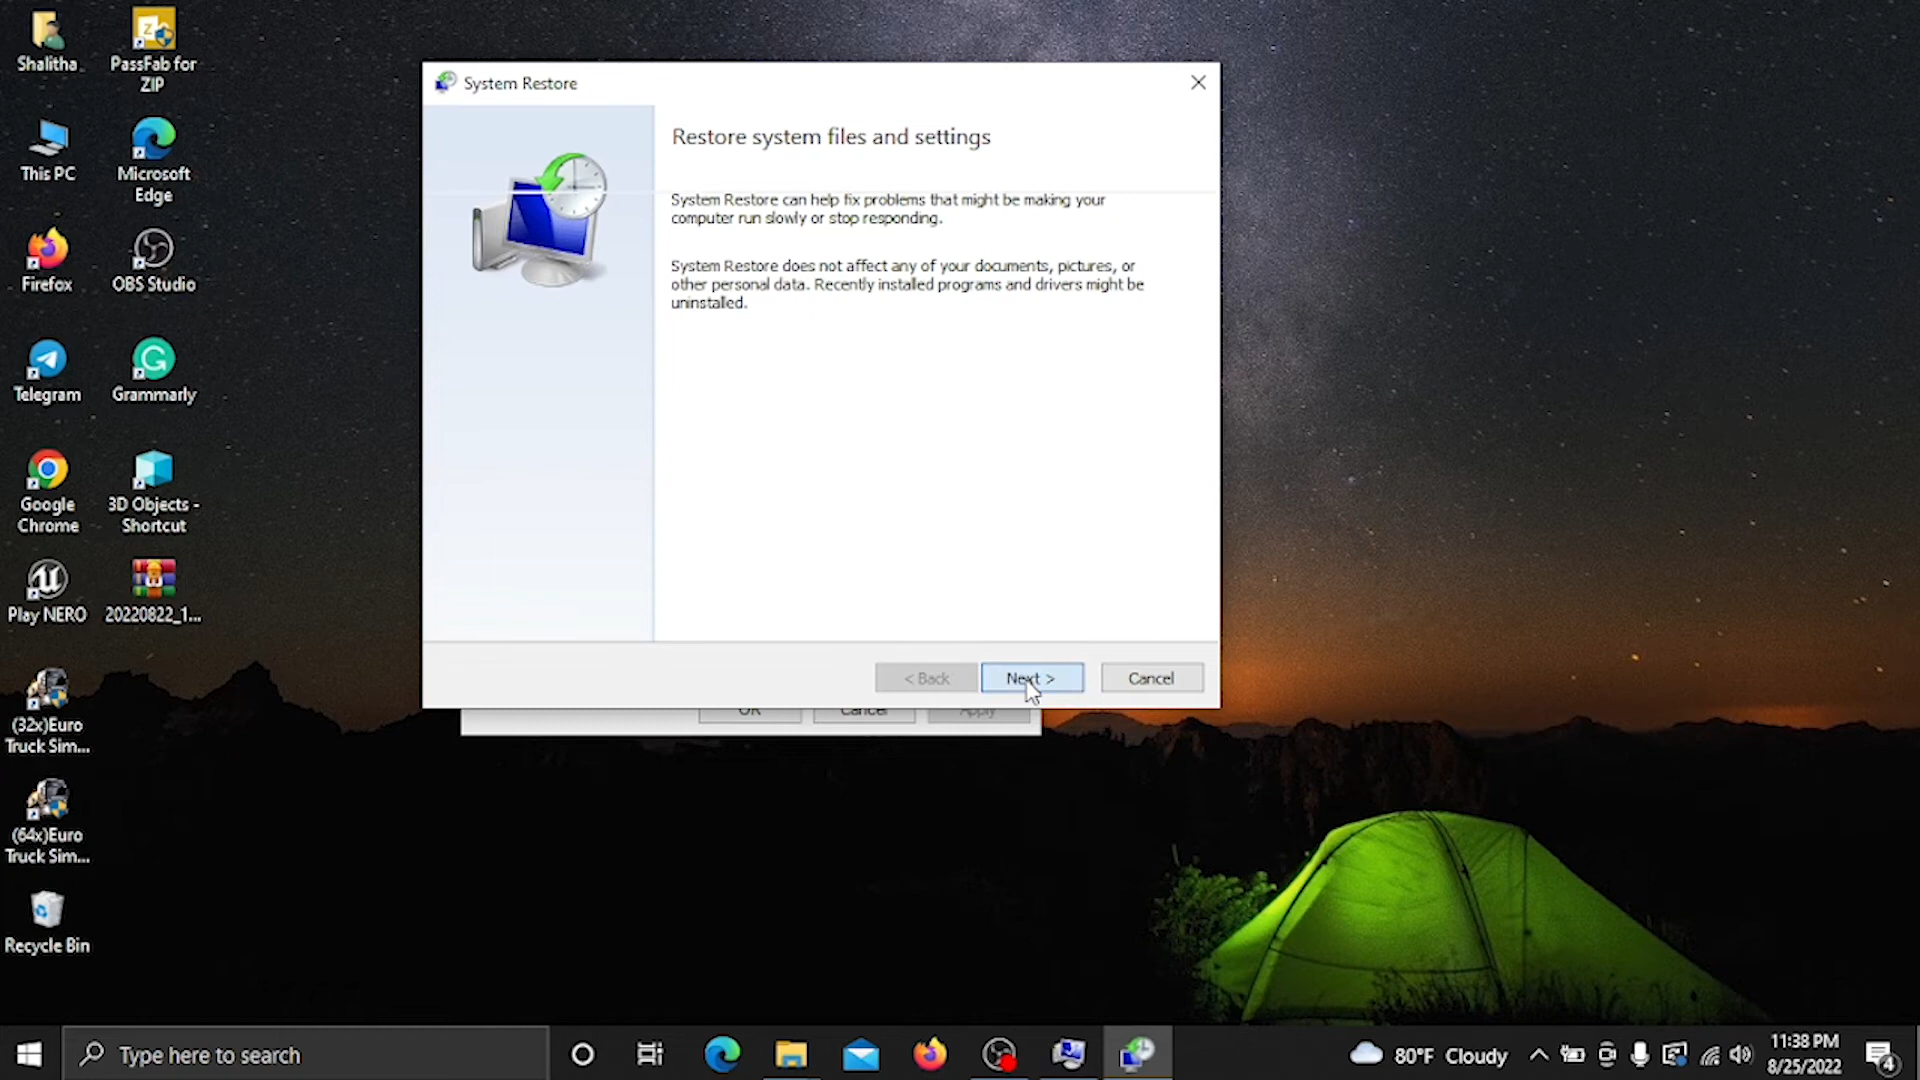 Shalitha
PassFab for
ZIP
This PC
Microsoft
Edge
Firefox
OBS Studio
Telegram
Grammarly
Google
Chrome
3D Objects -
Shortcut
Play NERO
20220822_1...
(32x)Euro
Truck Sim...
(64x)Euro
Truck Sim...
Recycle Bin
System Restore
Restore system files and settings
System Restore can help fix problems that might be making your
computer run slowly or stop responding.
System Restore does not affect any of your documents, pictures, or
other personal data. Recently installed programs and drivers might be
uninstalled.
< Back
Next >
Cancel
OK
Cancel
Apply
Type here to search
80°F Cloudy
11:38 PM
8/25/2022
4